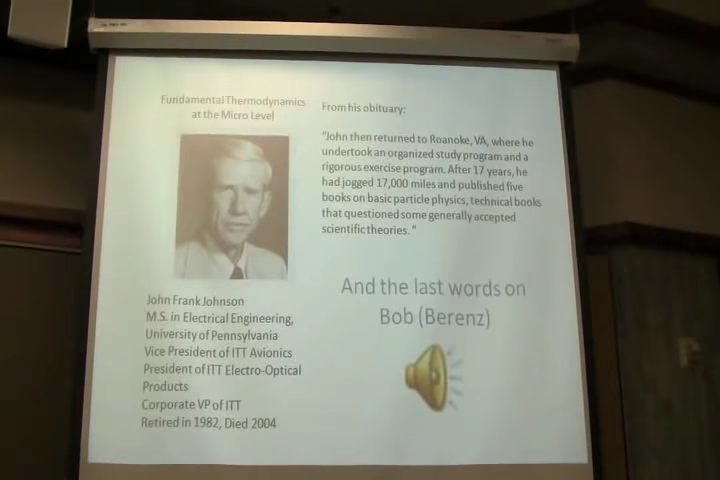 Fundamental Thermodynamics
at the Micro Level
From his obituary:
"John then returned to Roanoke, VA, where he
undertook an organized study program and a
rigorous exercise program. After 17 years, he
had jogged 17,000 miles and published five
books on basic particle physics, technical books
that questioned some generally accepted
scientific theories. "
John Frank Johnson
M.S. in Electrical Engineering,
University of Pennsylvania
Vice President of ITT Avionics
President of ITT Electro-Optical
Products
Corporate VP of ITT
Retired in 1982, Died 2004
And the last words on
Bob (Berenz)